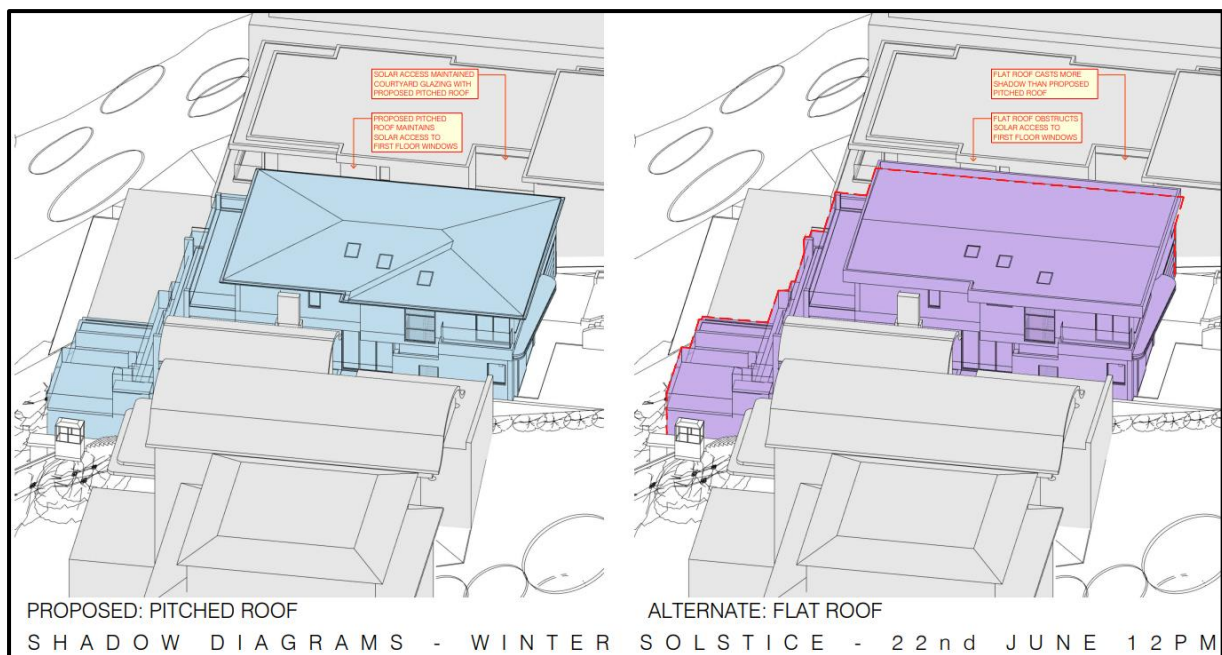 SOLAR ACCESS MAINTAINED
COURTYARD GLAZING WITH
PROPOSED PITCHED ROOF
PROPOSED PITCHED
ROOF MAINTAINS
SOLAR ACCESS TO
FIRST FLOOR WINDOWS
FLAT ROOF CASTS MORE
SHADOW THAN PROPOSED
PITCHED ROOF
FLAT ROOF OBSTRUCTS
SOLAR ACCESS TO
FIRST FLOOR WINDOWS
PROPOSED: PITCHED ROOF
ALTERNATE: FLAT ROOF
SHADOW DIAGRAMS - WINTER SOLSTICE - 22nd JUNE 12PM